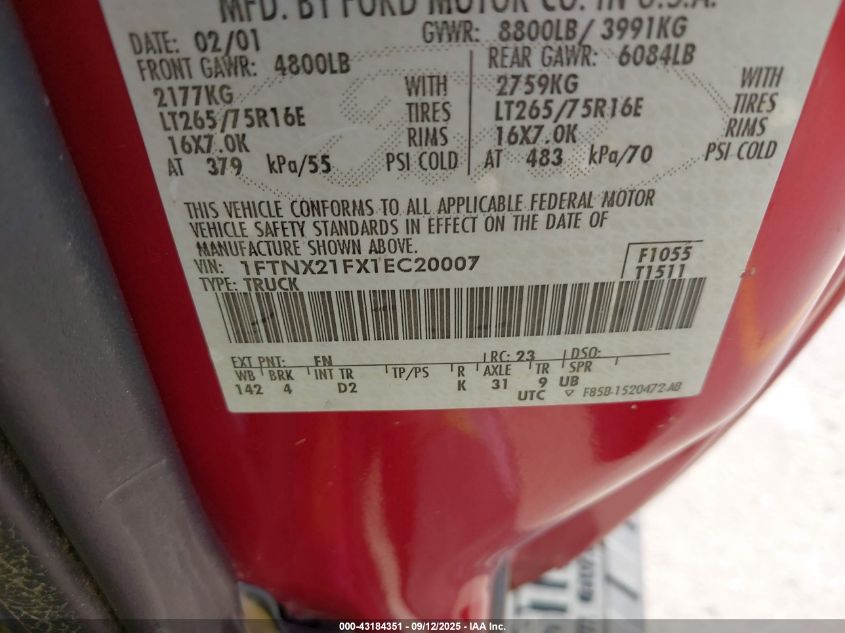 MFD. BY FORD MOTOR CO. IN U.S.A.
DATE: 02/01 GVWR: 8800LB/ 3991KG
FRONT GAWR: 4800LB REAR GAWR: 6084LB
2177KG WITH 2759KG WITH
LT265/75R16E TIRES LT265/75R16E TIRES
16X7.0K RIMS 16X7.0K RIMS
AT 379 kPa/55 PSI COLD AT 483 kPa/70 PSI COLD
THIS VEHICLE CONFORMS TO ALL APPLICABLE FEDERAL MOTOR
VEHICLE SAFETY STANDARDS IN EFFECT ON THE DATE OF
MANUFACTURE SHOWN ABOVE.
VIN: 1FTNX21FX1EC20007 F1055
TYPE: TRUCK T1511
EXT PNT: FN RC: 23 DSO:
WB BRK INT TR TP/PS R AXLE TR SPR
142 4 D2 K 31 9 UB
UTC ▽ F85B-1520472-AB
000-43184351 - 09/12/2025 - IAA Inc.